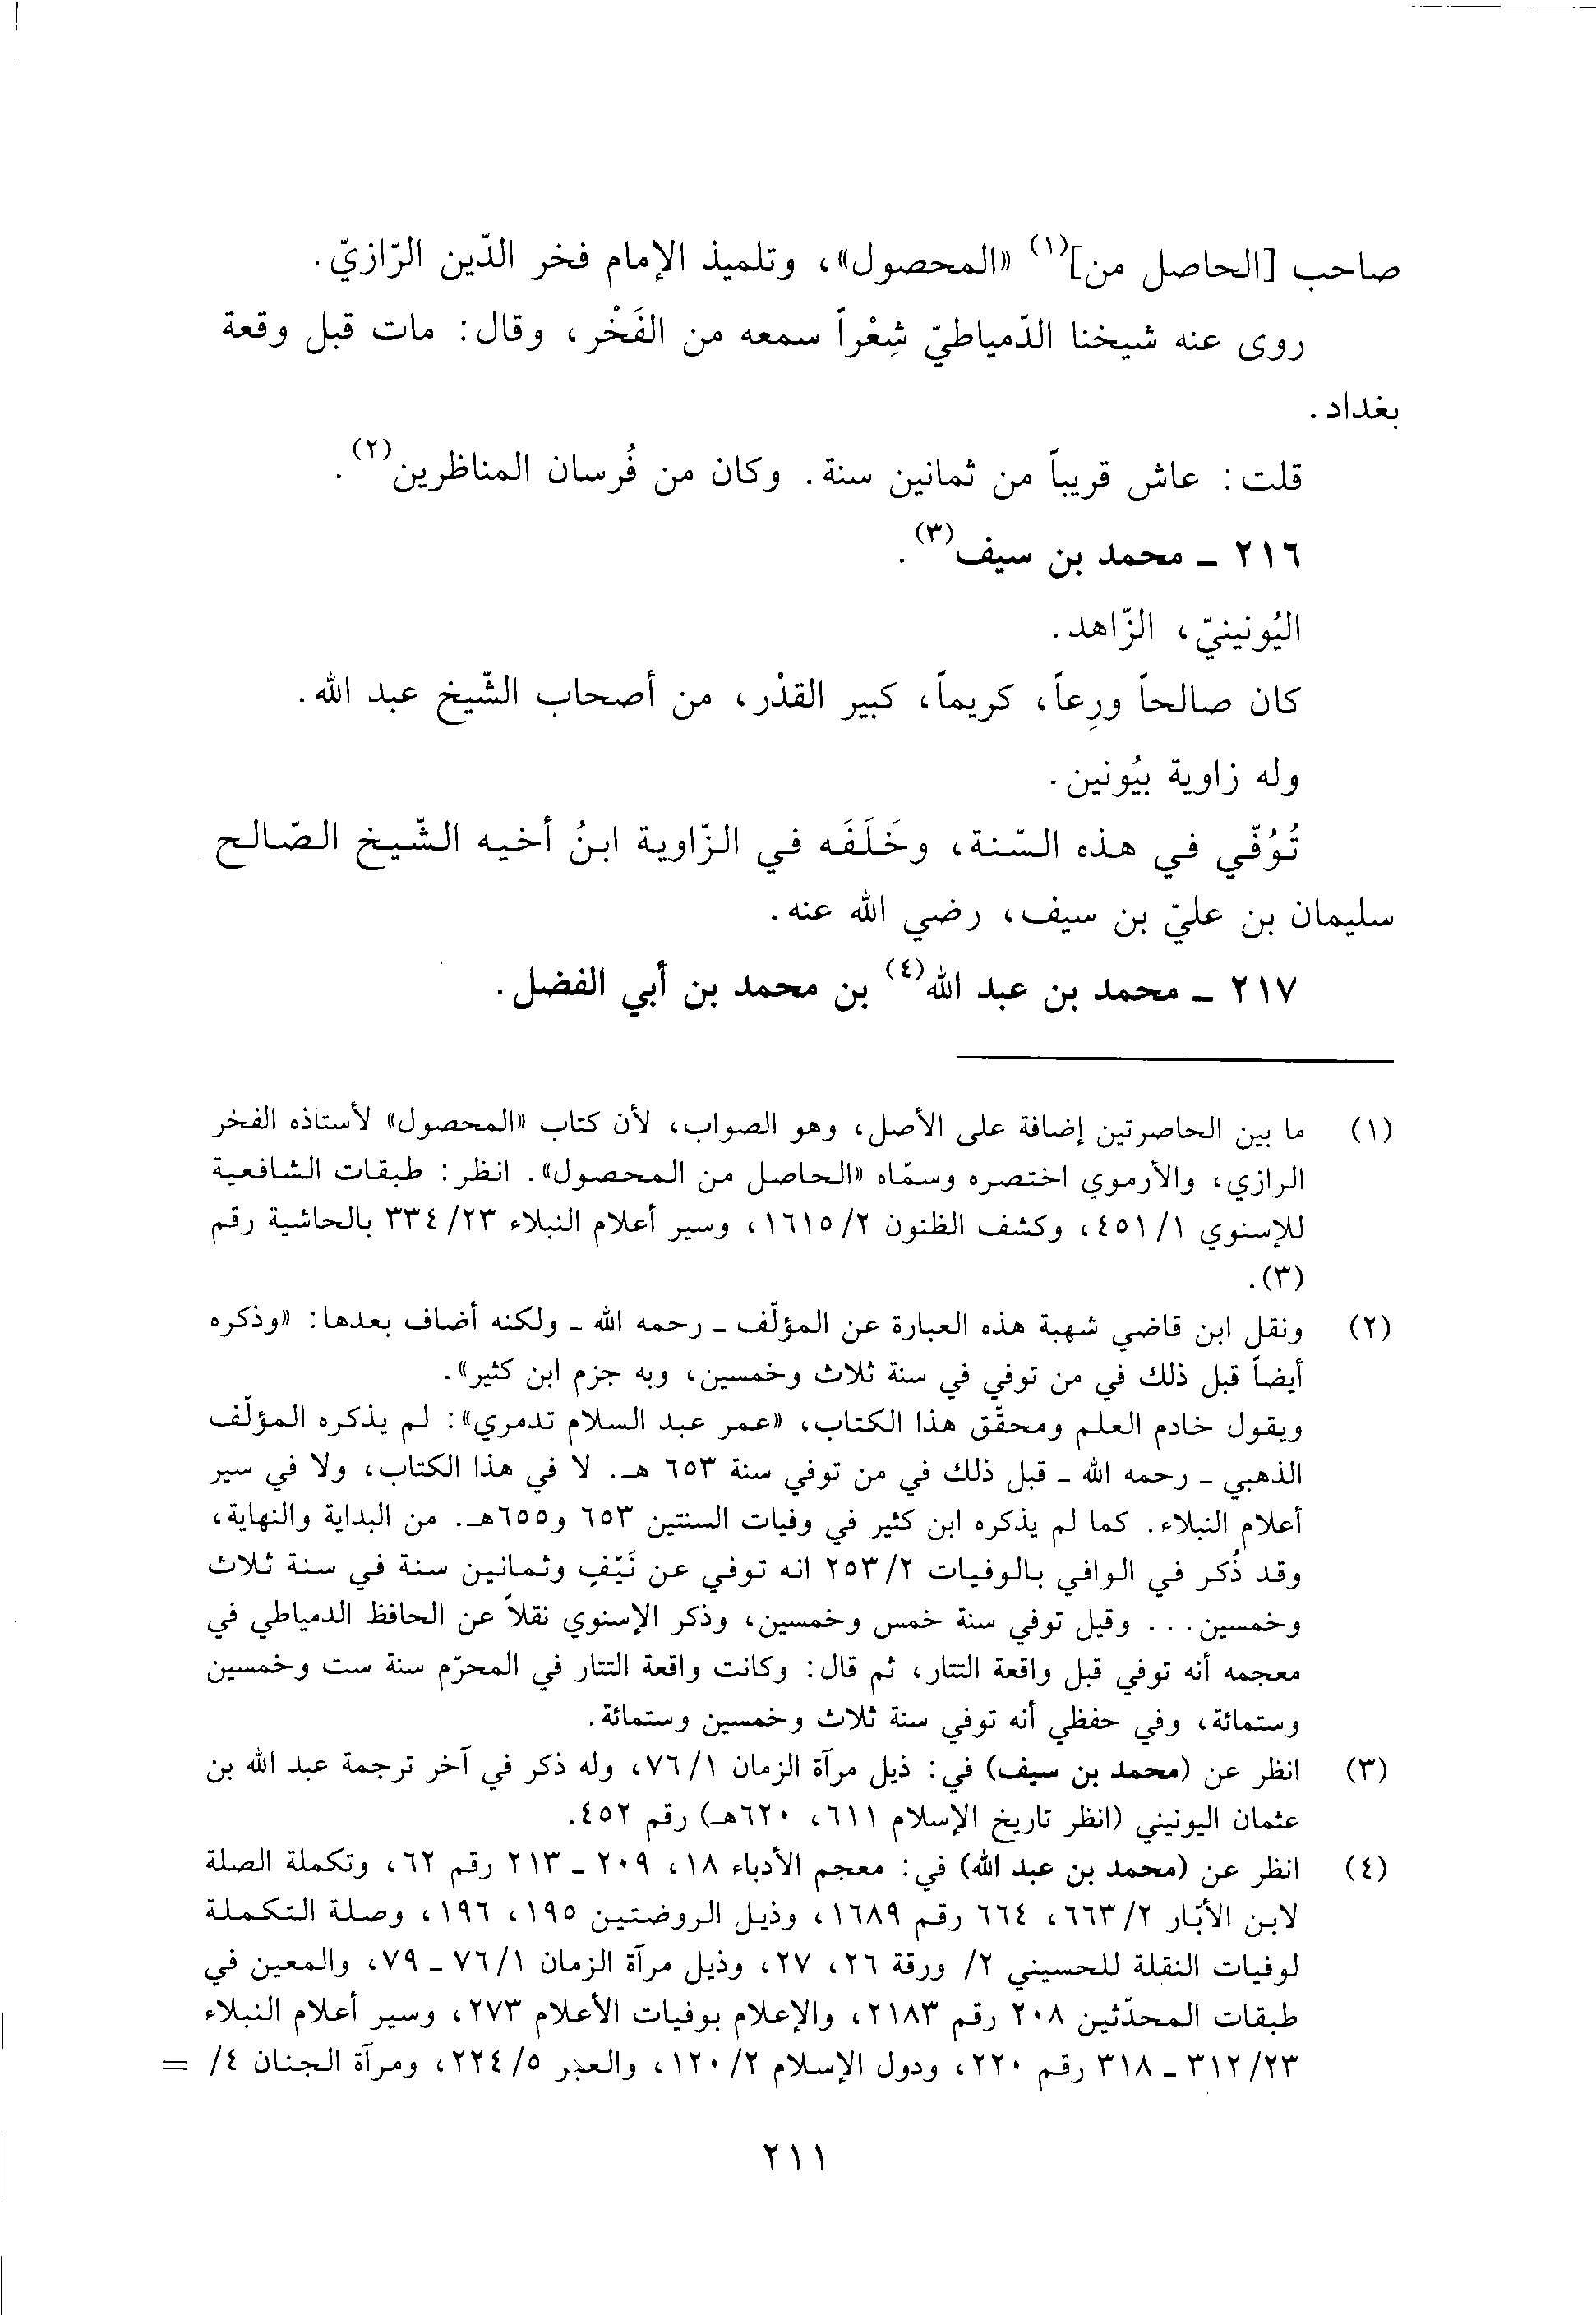 صاحب [الحاصل من](١) «المحصول»، وتلميذ الإمام فخر الدّين الرّازيّ.
روى عنه شيخنا الدّمياطيّ شِعْراً سمعه من الفَخْر، وقال: مات قبل وقعة
بغداد.
قلت: عاش قريباً من ثمانين سنة. وكان من فُرسان المناظرين(٢).
٢١٦ ـ محمد بن سيف(٣).
اليُونينيّ، الزّاهد.
كان صالحاً ورِعاً، كريماً، كبير القدْر، من أصحاب الشّيخ عبد الله.
وله زاوية بيُونين.
تُوُفّي في هذه السّنة، وخَلَفَه في الزّاوية ابنُ أخيه الشّيخ الصّالح
سليمان بن عليّ بن سيف، رضي الله عنه.
٢١٧ ـ محمد بن عبد الله(٤) بن محمد بن أبي الفضل.
(١) ما بين الحاصرتين إضافة على الأصل، وهو الصواب، لأن كتاب «المحصول» لأستاذه الفخر
الرازي، والأرموي اختصره وسمّاه «الحاصل من المحصول». انظر: طبقات الشافعية
للإسنوي ١/ ٤٥١، وكشف الظنون ٢/ ١٦١٥، وسير أعلام النبلاء ٢٣/ ٣٣٤ بالحاشية رقم
(٣).
(٢) ونقل ابن قاضي شهبة هذه العبارة عن المؤلّف ـ رحمه الله ـ ولكنه أضاف بعدها: «وذكره
أيضاً قبل ذلك في من توفي في سنة ثلاث وخمسين، وبه جزم ابن كثير».
ويقول خادم العلم ومحقّق هذا الكتاب، «عمر عبد السلام تدمري»: لم يذكره المؤلّف
الذهبي ـ رحمه الله ـ قبل ذلك في من توفي سنة ٦٥٣ هـ. لا في هذا الكتاب، ولا في سير
أعلام النبلاء. كما لم يذكره ابن كثير في وفيات السنتين ٦٥٣ و٦٥٥هـ. من البداية والنهاية،
وقد ذُكر في الوافي بالوفيات ٢/ ٢٥٣ انه توفي عن نَيّفٍ وثمانين سنة في سنة ثلاث
وخمسين... وقيل توفي سنة خمس وخمسين، وذكر الإسنوي نقلاً عن الحافظ الدمياطي في
معجمه أنه توفي قبل واقعة التتار، ثم قال: وكانت واقعة التتار في المحرّم سنة ست وخمسين
وستمائة، وفي حفظي أنه توفي سنة ثلاث وخمسين وستمائة.
(٣) انظر عن (محمد بن سيف) في: ذيل مرآة الزمان ١/ ٧٦، وله ذكر في آخر ترجمة عبد الله بن
عثمان اليونيني (انظر تاريخ الإسلام ٦١١، ٦٢٠هـ) رقم ٤٥٢.
(٤) انظر عن (محمد بن عبد الله) في: معجم الأدباء ١٨، ٢٠٩ ـ ٢١٣ رقم ٦٢، وتكملة الصلة
لابن الأبّار ٢/ ٦٦٣، ٦٦٤ رقم ١٦٨٩، وذيل الروضتين ١٩٥، ١٩٦، وصلة التكملة
لوفيات النقلة للحسيني ٢/ ورقة ٢٦، ٢٧، وذيل مرآة الزمان ١/ ٧٦ ـ ٧٩، والمعين في
طبقات المحدّثين ٢٠٨ رقم ٢١٨٣، والإعلام بوفيات الأعلام ٢٧٣، وسير أعلام النبلاء
٢٣/ ٣١٢ ـ ٣١٨ رقم ٢٢٠، ودول الإسلام ٢/ ١٢٠، والعبر ٥/ ٢٢٤، ومرآة الجنان ٤/ =
٢١١